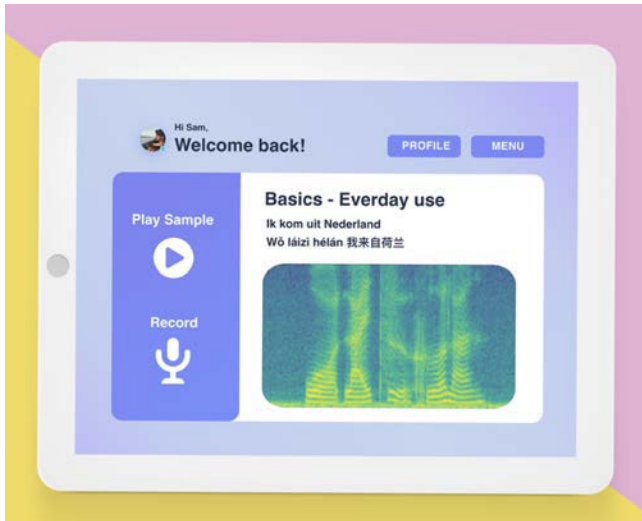 Hi Sam,
Welcome back!
PROFILE
MENU
Play Sample
Record
Basics - Everday use
Ik kom uit Nederland
Wǒ láizì hélán 我来自荷兰